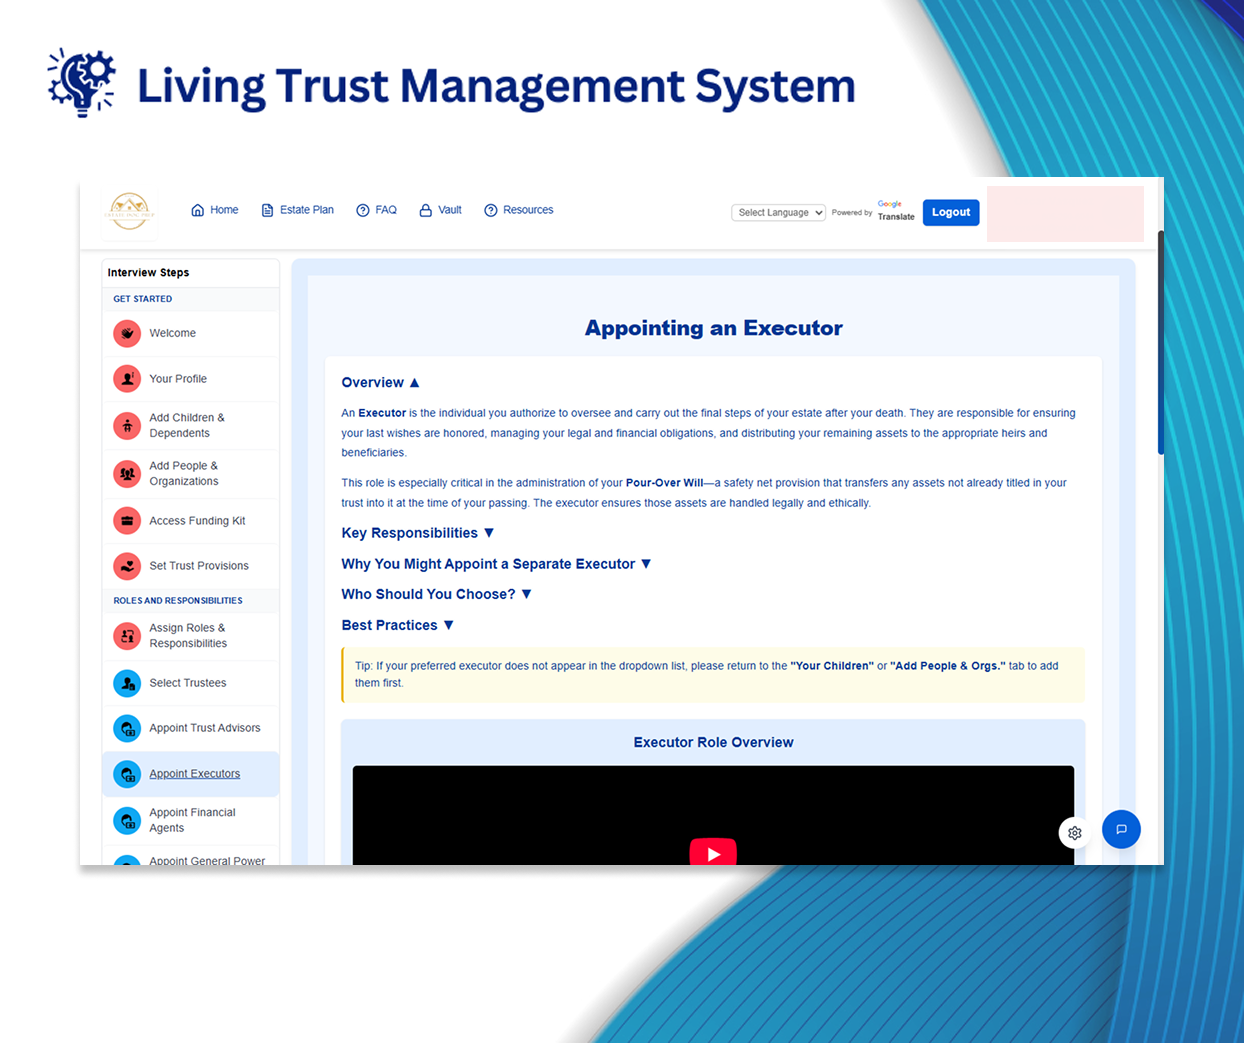 Living Trust Management System
Home
Estate Plan
FAQ
Vault
Resources
Select Language
Powered by
Google
Translate
Logout
Interview Steps
GET STARTED
Welcome
Your Profile
Add Children &
Dependents
Add People &
Organizations
Access Funding Kit
Set Trust Provisions
ROLES AND RESPONSIBILITIES
Assign Roles &
Responsibilities
Select Trustees
Appoint Trust Advisors
Appoint Executors
Appoint Financial
Agents
Appoint General Power
Appointing an Executor
Overview ▲
An Executor is the individual you authorize to oversee and carry out the final steps of your estate after your death. They are responsible for ensuring
your last wishes are honored, managing your legal and financial obligations, and distributing your remaining assets to the appropriate heirs and
beneficiaries.
This role is especially critical in the administration of your Pour-Over Will—a safety net provision that transfers any assets not already titled in your
trust into it at the time of your passing. The executor ensures those assets are handled legally and ethically.
Key Responsibilities ▼
Why You Might Appoint a Separate Executor ▼
Who Should You Choose? ▼
Best Practices ▼
Tip: If your preferred executor does not appear in the dropdown list, please return to the "Your Children" or "Add People & Orgs." tab to add
them first.
Executor Role Overview